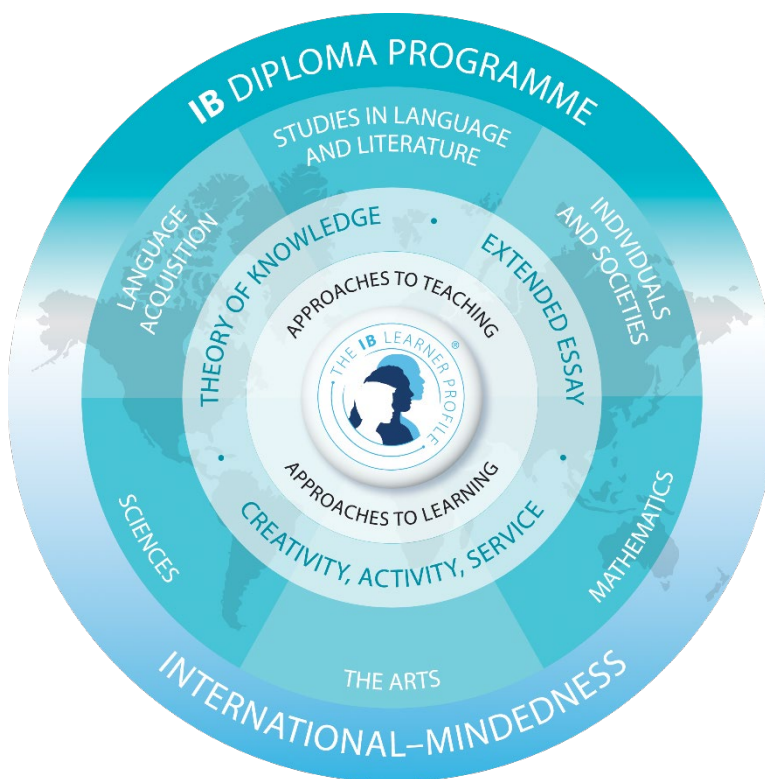 IB DIPLOMA PROGRAMME
STUDIES IN LANGUAGE
AND LITERATURE
LANGUAGE
ACQUISITION
INDIVIDUALS
AND SOCIETIES
THEORY OF KNOWLEDGE
•
EXTENDED ESSAY
APPROACHES TO TEACHING
THE IB LEARNER PROFILE
®
APPROACHES TO LEARNING
•
•
CREATIVITY, ACTIVITY, SERVICE
SCIENCES
MATHEMATICS
THE ARTS
INTERNATIONAL–MINDEDNESS